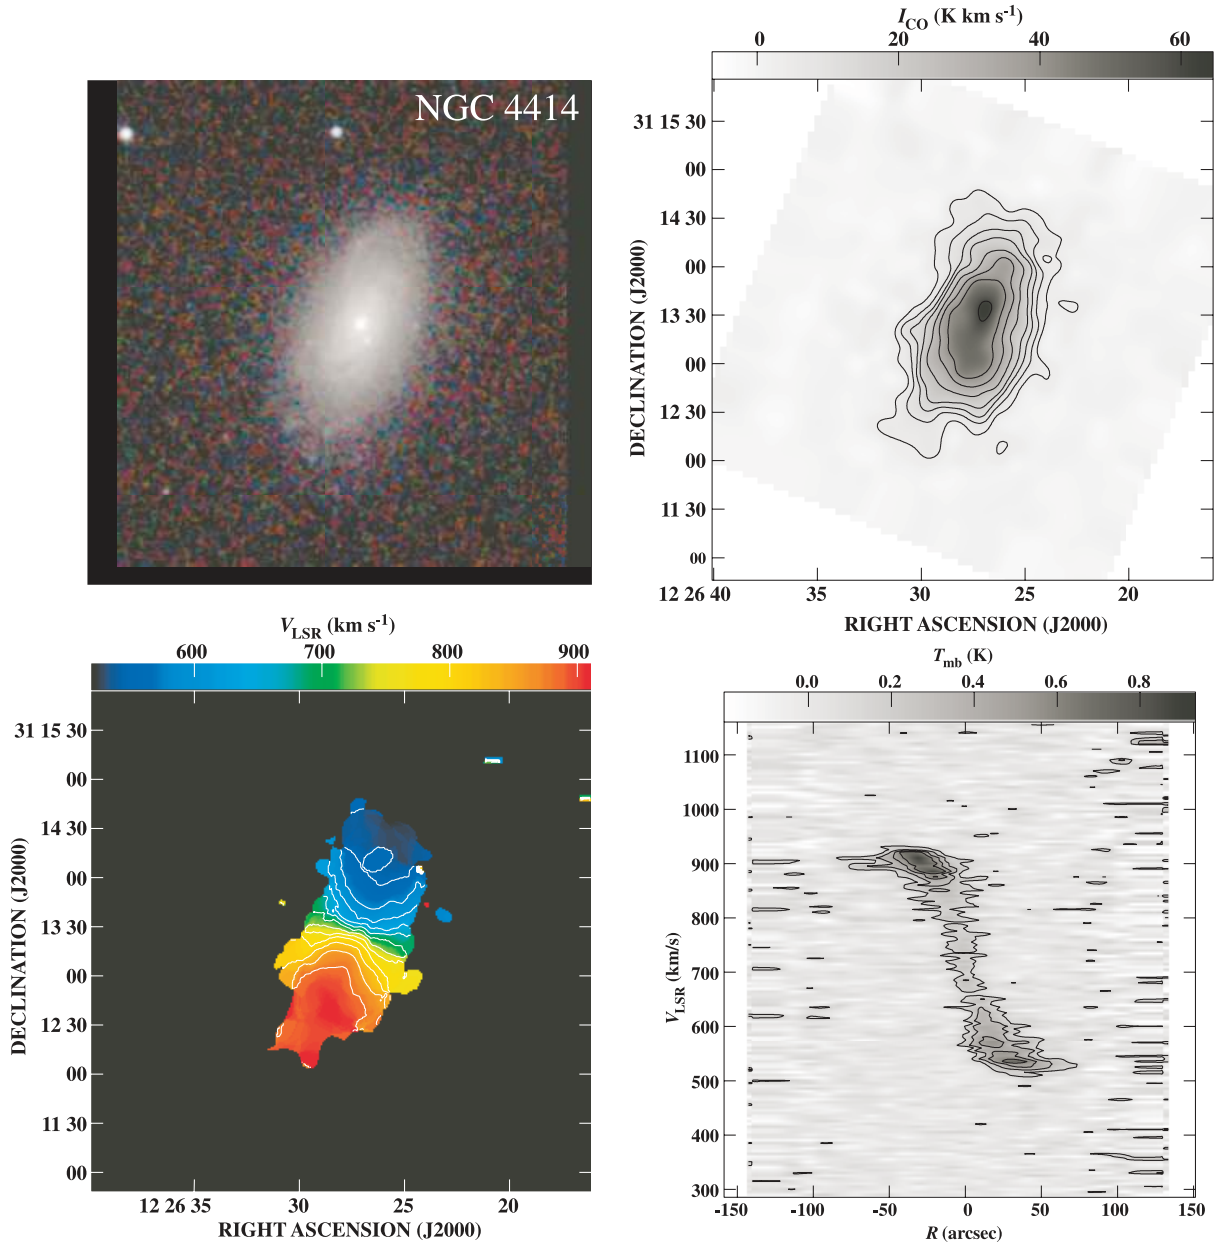 NGC 4414
I_CO (K km s⁻¹)
0 20 40 60
31 15 30
00
14 30
00
13 30
00
12 30
00
11 30
00
DECLINATION (J2000)
12 26 40 35 30 25 20
RIGHT ASCENSION (J2000)
V_LSR (km s⁻¹)
600 700 800 900
31 15 30
00
14 30
00
13 30
00
12 30
00
11 30
00
DECLINATION (J2000)
12 26 35 30 25 20
RIGHT ASCENSION (J2000)
T_mb (K)
0.0 0.2 0.4 0.6 0.8
1100
1000
900
800
700
600
500
400
300
V_LSR (km/s)
-150 -100 -50 0 50 100 150
R (arcsec)